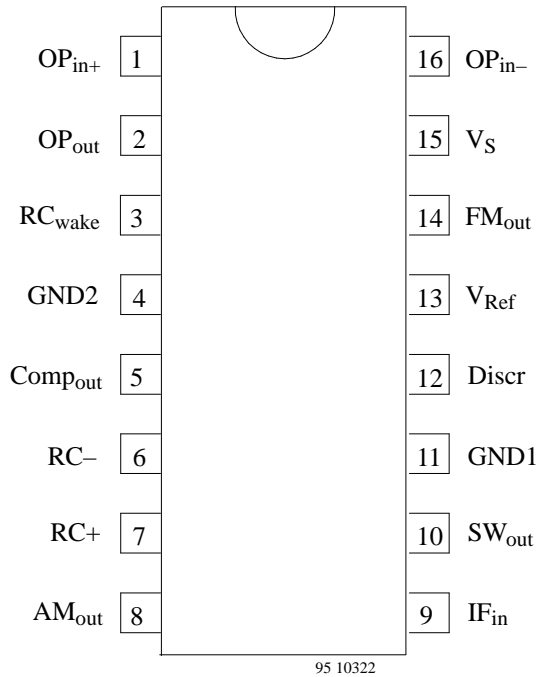 OPin+ 1 16 OPin–
OPout 2 15 VS
RCwake 3 14 FMout
GND2 4 13 VRef
Compout 5 12 Discr
RC– 6 11 GND1
RC+ 7 10 SWout
AMout 8 9 IFin
95 10322